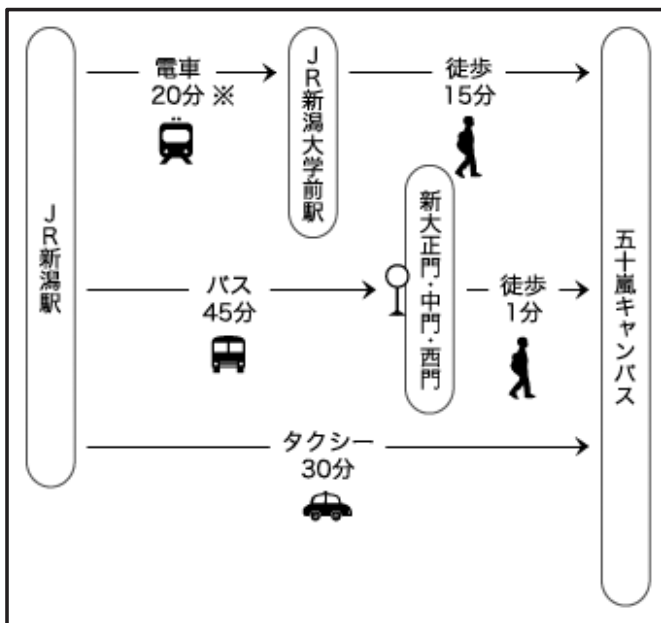 JR新潟駅
電車
20分 ※
JR新潟大学前駅
徒歩
15分
バス
45分
新大正門・中門・西門
徒歩
1分
タクシー
30分
五十嵐キャンパス